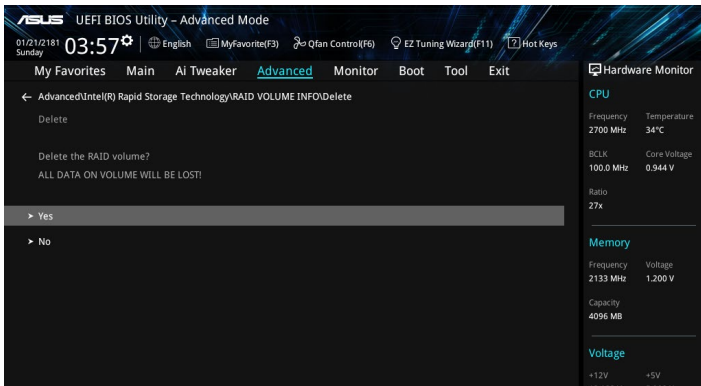 ASUS UEFI BIOS Utility – Advanced Mode
01/21/2181 Sunday 03:57 English MyFavorite(F3) Qfan Control(F6) EZ Tuning Wizard(F11) ? Hot Keys
My Favorites Main Ai Tweaker Advanced Monitor Boot Tool Exit
← Advanced\Intel(R) Rapid Storage Technology\RAID VOLUME INFO\Delete
Delete
Delete the RAID volume?
ALL DATA ON VOLUME WILL BE LOST!
> Yes
> No
Hardware Monitor
CPU
Frequency Temperature
2700 MHz 34°C
BCLK Core Voltage
100.0 MHz 0.944 V
Ratio
27x
Memory
Frequency Voltage
2133 MHz 1.200 V
Capacity
4096 MB
Voltage
+12V +5V